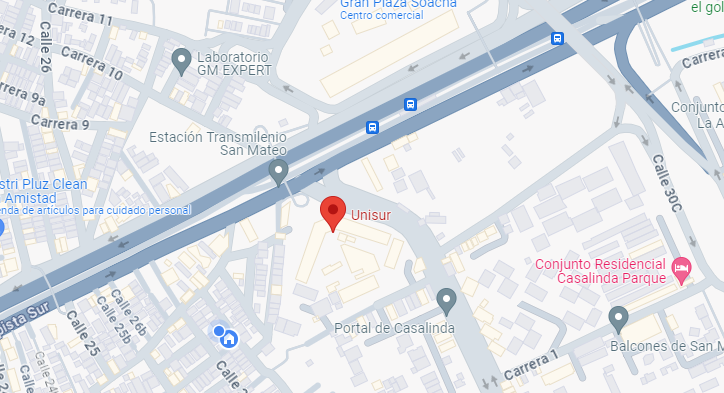 Carrera 11
Gran Plaza Soacha
Centro comercial
el gol
Calle 26
12
Laboratorio
GM EXPERT
Carrera 10
Carrera
9a
Carrera 9
Conjunto
La A
Estación Transmilenio
San Mateo
Calle 30C
stri Pluz Clean
Amistad
enda de artículos para cuidado personal
Unisur
Conjunto Residencial
Casalinda Parque
ista Sur
Calle 26b
Calle 25b
Calle 25
Portal de Casalinda
Balcones de San M
Carrera 1
Calle